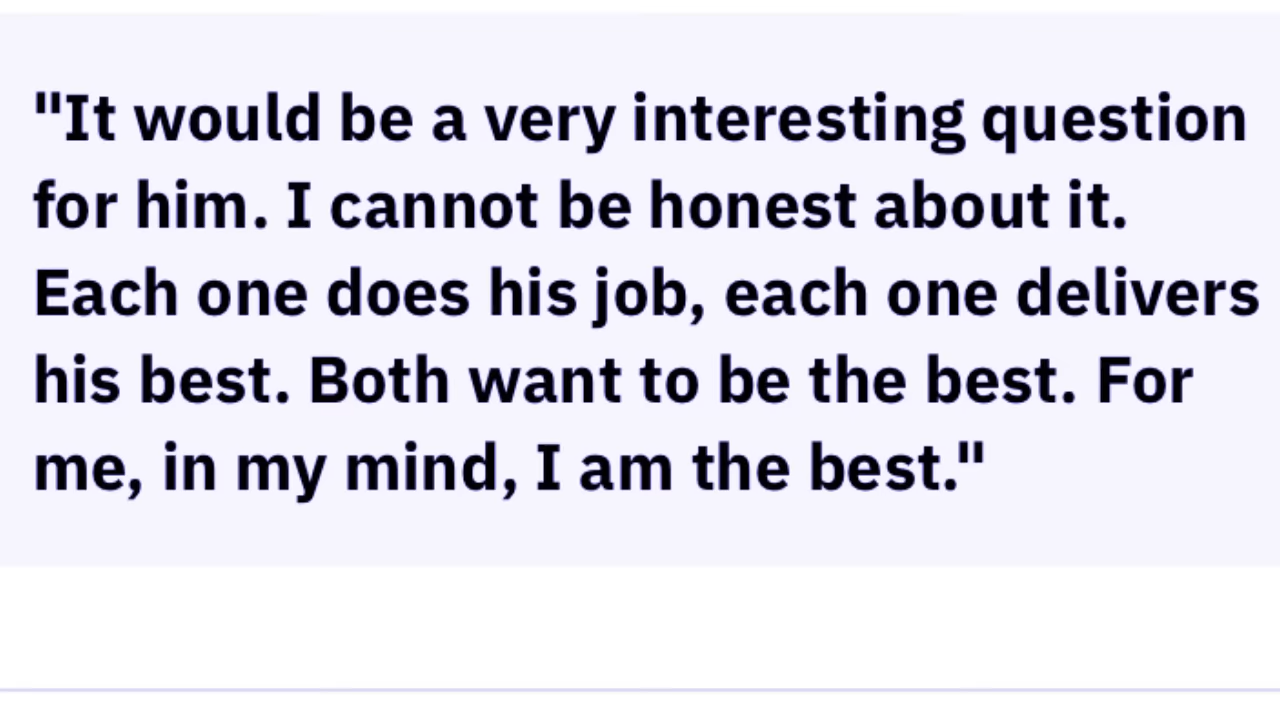 "It would be a very interesting question
for him. I cannot be honest about it.
Each one does his job, each one delivers
his best. Both want to be the best. For
me, in my mind, I am the best."